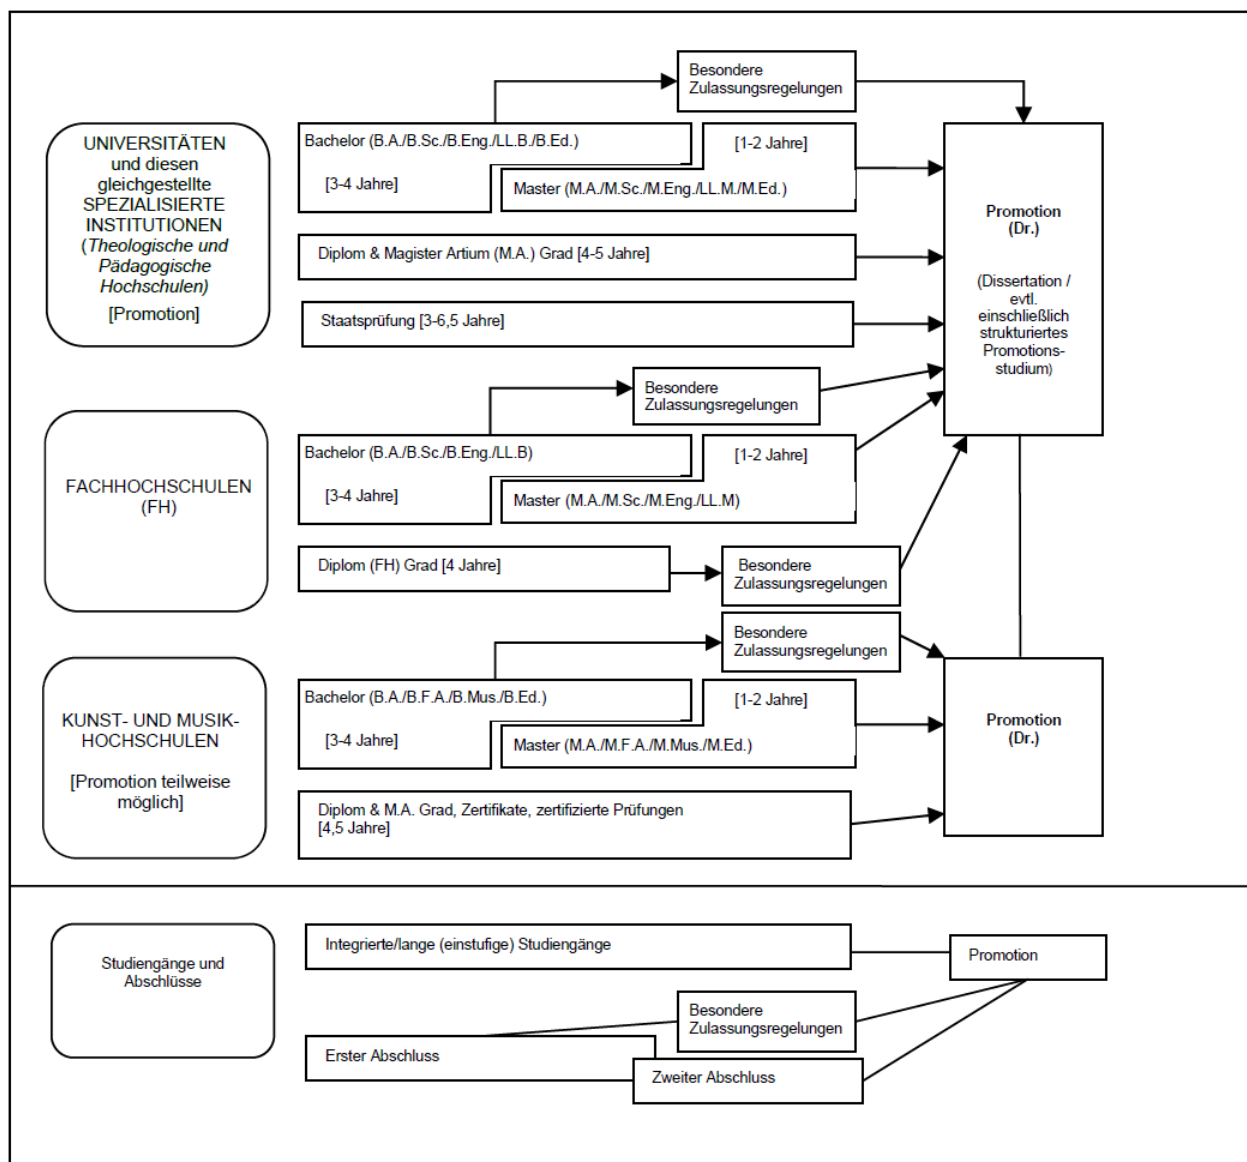 Besondere
Zulassungsregelungen
UNIVERSITÄTEN
und diesen
gleichgestellte
SPEZIALISIERTE
INSTITUTIONEN
(Theologische und
Pädagogische
Hochschulen)
[Promotion]
Bachelor (B.A./B.Sc./B.Eng./LL.B./B.Ed.)
[3-4 Jahre]
[1-2 Jahre]
Master (M.A./M.Sc./M.Eng./LL.M./M.Ed.)
Diplom & Magister Artium (M.A.) Grad [4-5 Jahre]
Staatsprüfung [3-6,5 Jahre]
Promotion
(Dr.)
(Dissertation /
evtl.
einschließlich
strukturiertes
Promotions-
studium)
FACHHOCHSCHULEN
(FH)
Besondere
Zulassungsregelungen
Bachelor (B.A./B.Sc./B.Eng./LL.B)
[3-4 Jahre]
[1-2 Jahre]
Master (M.A./M.Sc./M.Eng./LL.M)
Diplom (FH) Grad [4 Jahre]
Besondere
Zulassungsregelungen
KUNST- UND MUSIK-
HOCHSCHULEN
[Promotion teilweise
möglich]
Besondere
Zulassungsregelungen
Bachelor (B.A./B.F.A./B.Mus./B.Ed.)
[3-4 Jahre]
[1-2 Jahre]
Master (M.A./M.F.A./M.Mus./M.Ed.)
Diplom & M.A. Grad, Zertifikate, zertifizierte Prüfungen
[4,5 Jahre]
Promotion
(Dr.)
Studiengänge und
Abschlüsse
Integrierte/lange (einstufige) Studiengänge
Promotion
Besondere
Zulassungsregelungen
Erster Abschluss
Zweiter Abschluss